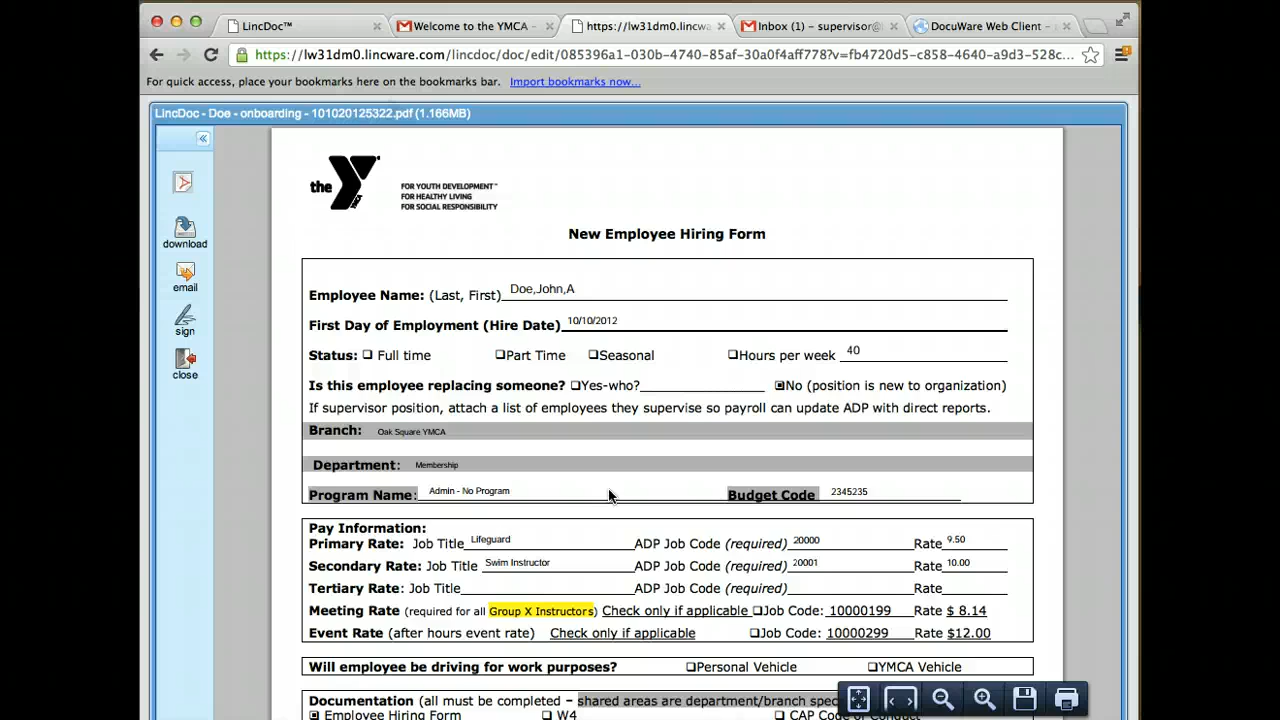 LincDoc™
Welcome to the YMCA -
https://lw31dm0.lincwa
Inbox (1) – supervisor@
DocuWare Web Client –
https://lw31dm0.lincware.com/lincdoc/doc/edit/085396a1-030b-4740-85af-30a0f4aff778?v=fb4720d5-c858-4640-a9d3-528c...
For quick access, place your bookmarks here on the bookmarks bar. Import bookmarks now...
LincDoc - Doe - onboarding - 101020125322.pdf (1.166MB)
download
email
sign
close
the
FOR YOUTH DEVELOPMENT™
FOR HEALTHY LIVING
FOR SOCIAL RESPONSIBILITY
New Employee Hiring Form
Employee Name: (Last, First) Doe,John,A
First Day of Employment (Hire Date) 10/10/2012
Status: ❑ Full time ❑Part Time ❑Seasonal ❑Hours per week 40
Is this employee replacing someone? ❑Yes-who? ▣No (position is new to organization)
If supervisor position, attach a list of employees they supervise so payroll can update ADP with direct reports.
Branch: Oak Square YMCA
Department: Membership
Program Name: Admin - No Program Budget Code 2345235
Pay Information:
Primary Rate: Job Title Lifeguard ADP Job Code (required) 20000 Rate 9.50
Secondary Rate: Job Title Swim Instructor ADP Job Code (required) 20001 Rate 10.00
Tertiary Rate: Job Title ADP Job Code (required) Rate
Meeting Rate (required for all Group X Instructors) Check only if applicable ❑Job Code: 10000199 Rate $ 8.14
Event Rate (after hours event rate) Check only if applicable ❑Job Code: 10000299 Rate $12.00
Will employee be driving for work purposes? ❑Personal Vehicle ❑YMCA Vehicle
Documentation (all must be completed – shared areas are department/branch spec
▣ Employee Hiring Form ❑ W4 ❑ CAP Code of Conduct